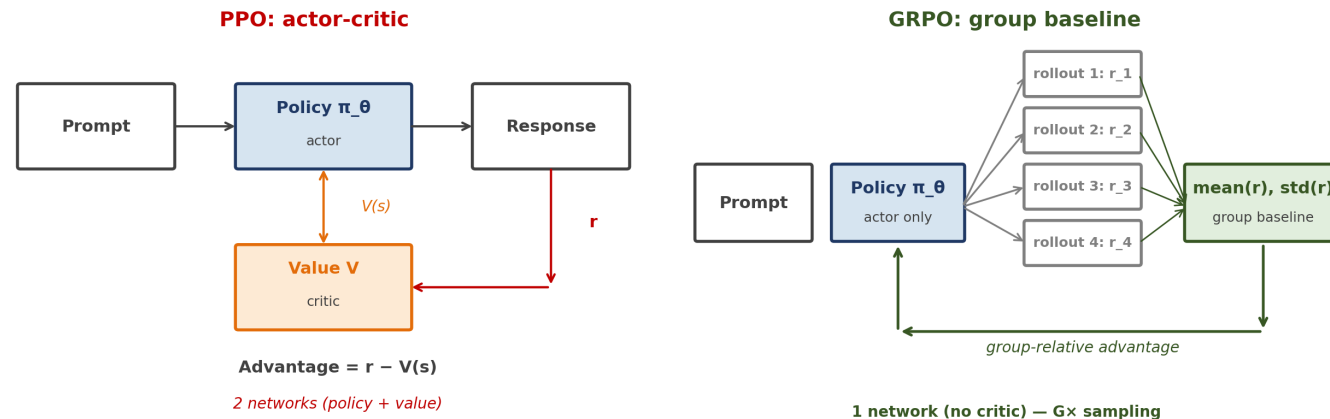 PPO: actor-critic
Prompt
Policy π_θ
actor
Response
V(s)
r
Value V
critic
Advantage = r − V(s)
2 networks (policy + value)
GRPO: group baseline
Prompt
Policy π_θ
actor only
rollout 1: r_1
rollout 2: r_2
rollout 3: r_3
rollout 4: r_4
mean(r), std(r)
group baseline
group-relative advantage
1 network (no critic) — G× sampling